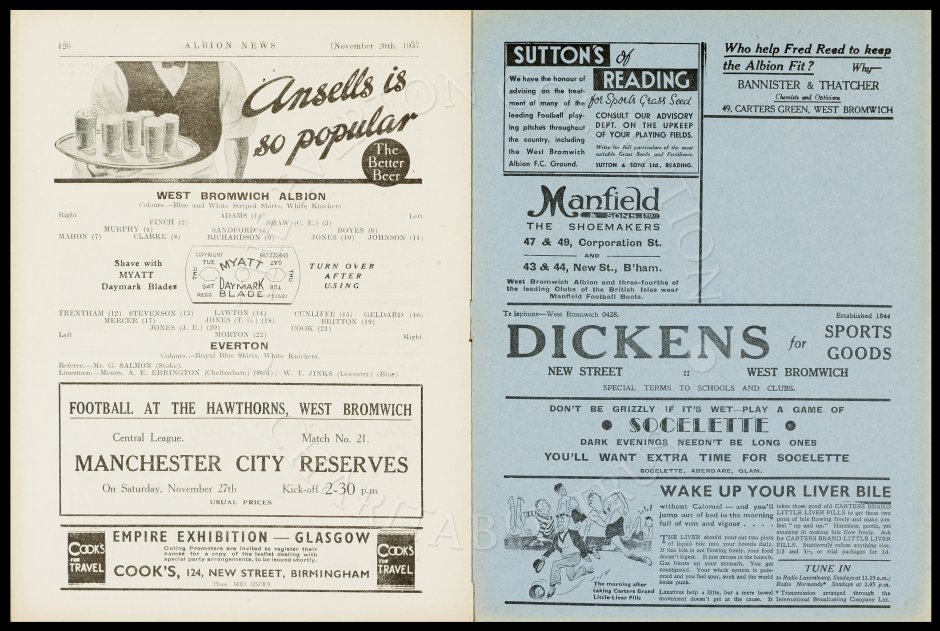 120
ALBION NEWS
[November 20th, 1937
Ansells is
so popular
The
Better
Beer
WEST BROMWICH ALBION
Colours.—Blue and White Striped Shirts, White Knickers
Right
ADAMS (1)
Left
FINCH (2)
SHAW (C. E.) (3)
MURPHY (4)
SANDFORD (5)
BOYES (6)
MAHON (7)
CLARKE (8)
RICHARDSON (9)
JONES (10)
JOHNSON (11)
Shave with
MYATT
Daymark Blades
COPYRIGHT
PAT.
TUE
SAT
MYATT
THU
THU
DAYMARK
SAT
TUE
REGD
BLADE
751521
TURN OVER
AFTER
USING
TRENTHAM (12) STEVENSON (13)
LAWTON (14)
CUNLIFFE (15)
GELDARD (16)
MERCER (17)
JONES (T. G.) (18)
BRITTON (19)
JONES (J. E.) (20)
COOK (21)
Left
MORTON (22)
Right
EVERTON
Colours.—Royal Blue Shirts, White Knickers.
Referee.—Mr. G. SALMON (Stoke).
Linesmen.—Messrs. A. E. ERRINGTON (Cheltenham) (Red); W. T. JINKS (Leicester) (Blue).
FOOTBALL AT THE HAWTHORNS, WEST BROMWICH
Central League.
Match No. 21.
MANCHESTER CITY RESERVES
On Saturday, November 27th
Kick-off 2-30 p.m.
USUAL PRICES
COOK'S
FOR
TRAVEL
EMPIRE EXHIBITION — GLASGOW
Outing Promoters are invited to register their
names for a copy of the leaflet dealing with
special party arrangements, to be issued shortly.
COOK'S, 124, NEW STREET, BIRMINGHAM
COOK'S
FOR
TRAVEL
SUTTON'S of
READING
for Sports Grass Seed
We have the honour of
advising on the treat-
ment of many of the
leading Football play-
ing pitches throughout
the country, including
the West Bromwich
Albion F.C. Ground.
CONSULT OUR ADVISORY
DEPT. ON THE UPKEEP
OF YOUR PLAYING FIELDS.
Write for full particulars of the most
suitable Grass Seeds and Fertilisers.
SUTTON & SONS Ltd., READING.
Who help Fred Reed to keep
the Albion Fit? Why—
BANNISTER & THATCHER
Chemists and Opticians
49, CARTERS GREEN, WEST BROMWICH
Manfield
& SONS LTD
THE SHOEMAKERS
47 & 49, Corporation St.
AND
43 & 44, New St., B'ham.
West Bromwich Albion and three-fourths of
the leading Clubs of the British Isles wear
Manfield Football Boots.
Telephone—West Bromwich 0428.
Established 1844
DICKENS for SPORTS
GOODS
NEW STREET :: WEST BROMWICH
SPECIAL TERMS TO SCHOOLS AND CLUBS.
DON'T BE GRIZZLY IF IT'S WET—PLAY A GAME OF
SOCELETTE
DARK EVENINGS NEEDN'T BE LONG ONES
YOU'LL WANT EXTRA TIME FOR SOCELETTE
SOCELETTE, ABERDARE, GLAM.
The morning after
taking Carters Brand
Little Liver Pills
WAKE UP YOUR LIVER BILE
without Calomel — and you'll
jump out of bed in the morning
full of vim and vigour . . . .
THE LIVER should pour out two pints
of liquid bile into your bowels daily.
If this bile is not flowing freely, your food
doesn't digest. It just decays in the bowels.
Gas bloats up your stomach. You get
constipated. Your whole system is pois-
oned and you feel sour, sunk and the world
looks punk.
Laxatives help a little, but a mere bowel
movement doesn't get at the cause. It
takes those good old CARTERS BRAND
LITTLE LIVER PILLS to get these two
pints of bile flowing freely and make you
feel "up and up." Harmless, gentle, yet
amazing in making bile flow freely. Ask
for CARTERS BRAND LITTLE LIVER
PILLS. Stubbornly refuse anything else.
1/3 and 3/-, or trial packages for 1d.
TUNE IN
to Radio Luxembourg, Sundays at 11.15 a.m.;
Radio Normandy* Sundays at 2.45 p.m.
*Transmission arranged through the
International Broadcasting Company Ltd.